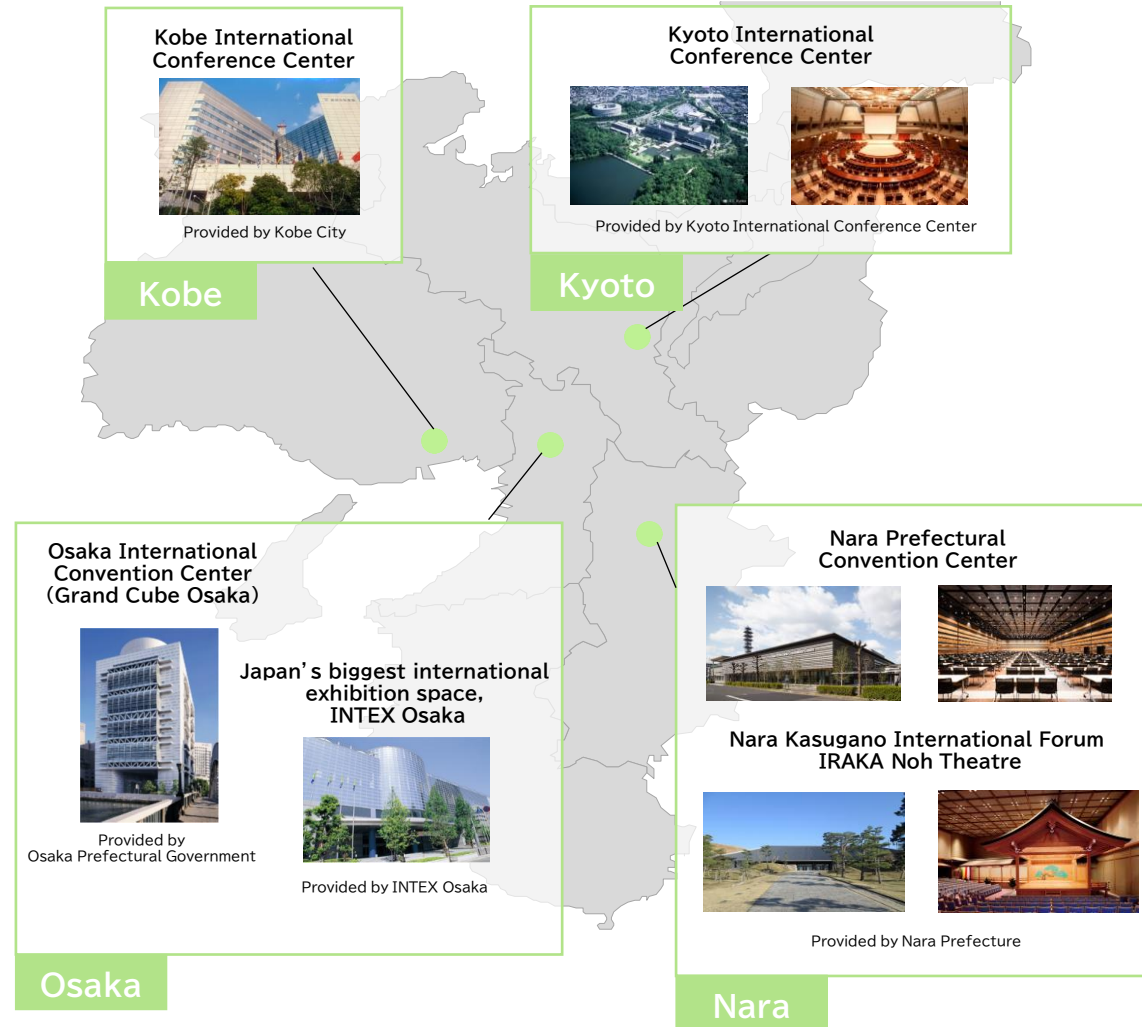 Kobe International
Conference Center
Provided by Kobe City
Kobe
Kyoto International
Conference Center
Provided by Kyoto International Conference Center
Kyoto
Osaka International
Convention Center
(Grand Cube Osaka)
Provided by
Osaka Prefectural Government
Japan's biggest international
exhibition space,
INTEX Osaka
Provided by INTEX Osaka
Osaka
Nara Prefectural
Convention Center
Nara Kasugano International Forum
IRAKA Noh Theatre
Provided by Nara Prefecture
Nara